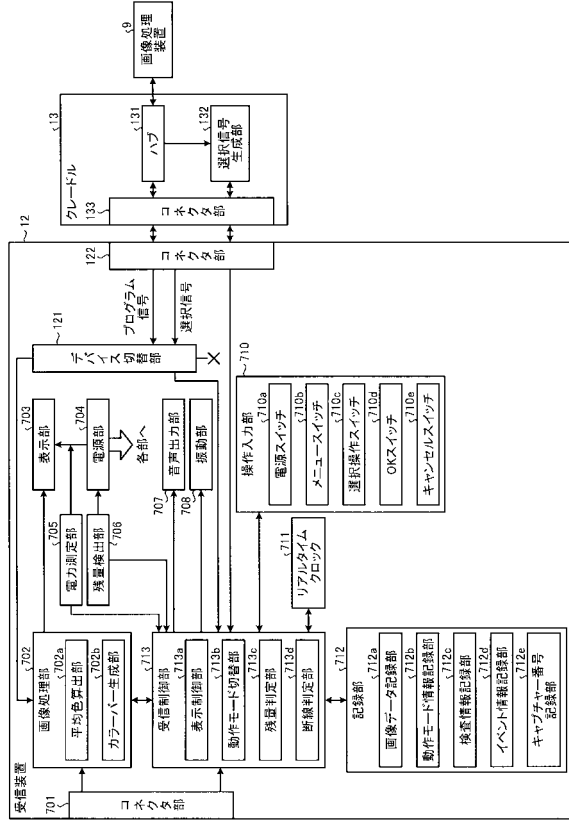 受信装置
12
701
コネクタ部
702
画像処理部
702a
平均色算出部
702b
カラーバー生成部
713
受信制御部
713a
表示制御部
713b
動作モード切替部
713c
残量判定部
713d
断線判定部
712
記録部
712a
画像データ記録部
712b
動作モード情報記録部
712c
検査情報記録部
712d
イベント情報記録部
712e
キャプチャー番号
記録部
703
表示部
704
電源部
705
電力測定部
706
残量検出部
各部へ
707
音声出力部
708
振動部
711
リアルタイム
クロック
710
操作入力部
710a
電源スイッチ
710b
メニュースイッチ
710c
選択操作スイッチ
710d
OKスイッチ
710e
キャンセルスイッチ
121
デバイス切替部
プログラム
信号
選択信号
122
コネクタ部
クレードル
13
133
コネクタ部
131
ハブ
132
選択信号
生成部
9
画像処理
装置